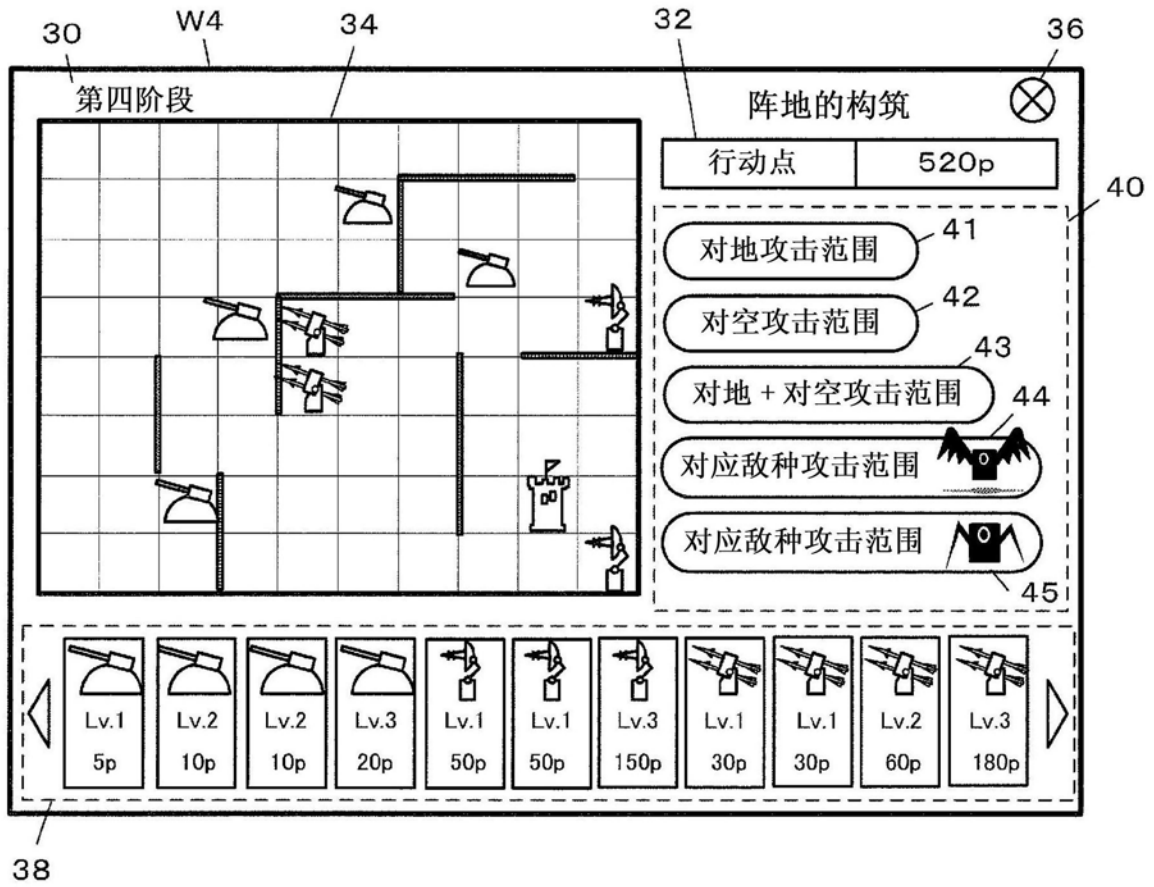 30 W4 34 32 36
第四阶段 阵地的构筑
行动点 520p
40
对地攻击范围 41
对空攻击范围 42
43
对地 + 对空攻击范围
44
对应敌种攻击范围
对应敌种攻击范围
45
Lv.1 Lv.2 Lv.2 Lv.3 Lv.1 Lv.1 Lv.3 Lv.1 Lv.1 Lv.2 Lv.3
5p 10p 10p 20p 50p 50p 150p 30p 30p 60p 180p
38